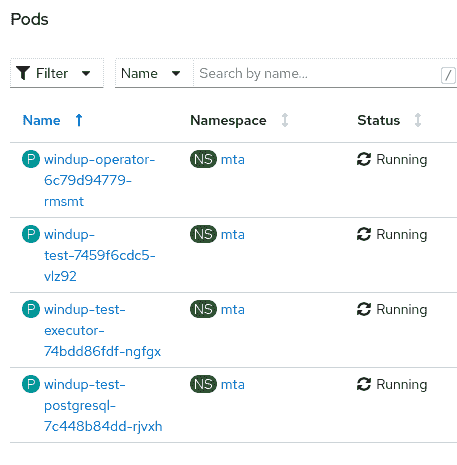 Pods
Filter Name Search by name... /
Name Namespace Status
P windup-operator- NS mta Running
6c79d94779-
rmsmt
P windup- NS mta Running
test-7459f6cdc5-
vlz92
P windup-test- NS mta Running
executor-
74bdd86fdf-ngfgx
P windup-test- NS mta Running
postgresql-
7c448b84dd-rjvxh